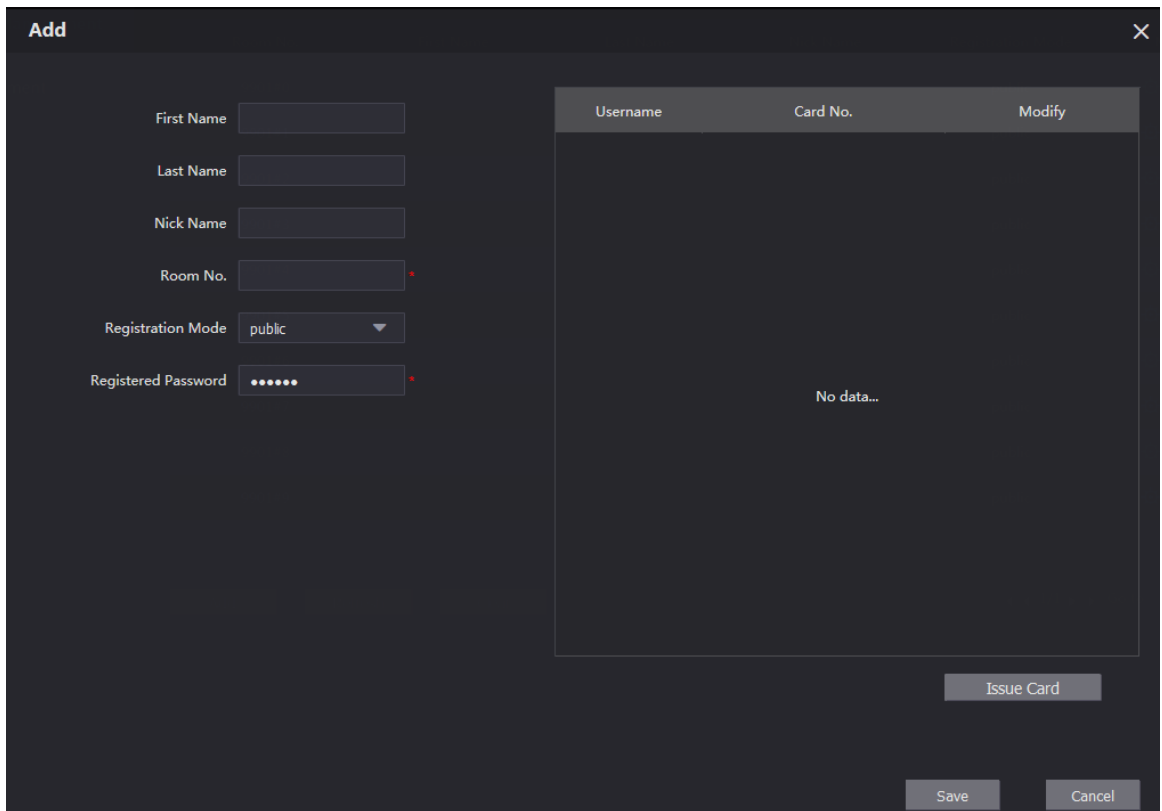 Add
First Name
Last Name
Nick Name
Room No. *
Registration Mode public
Registered Password •••••• *
Username Card No. Modify
No data...
Issue Card
Save Cancel